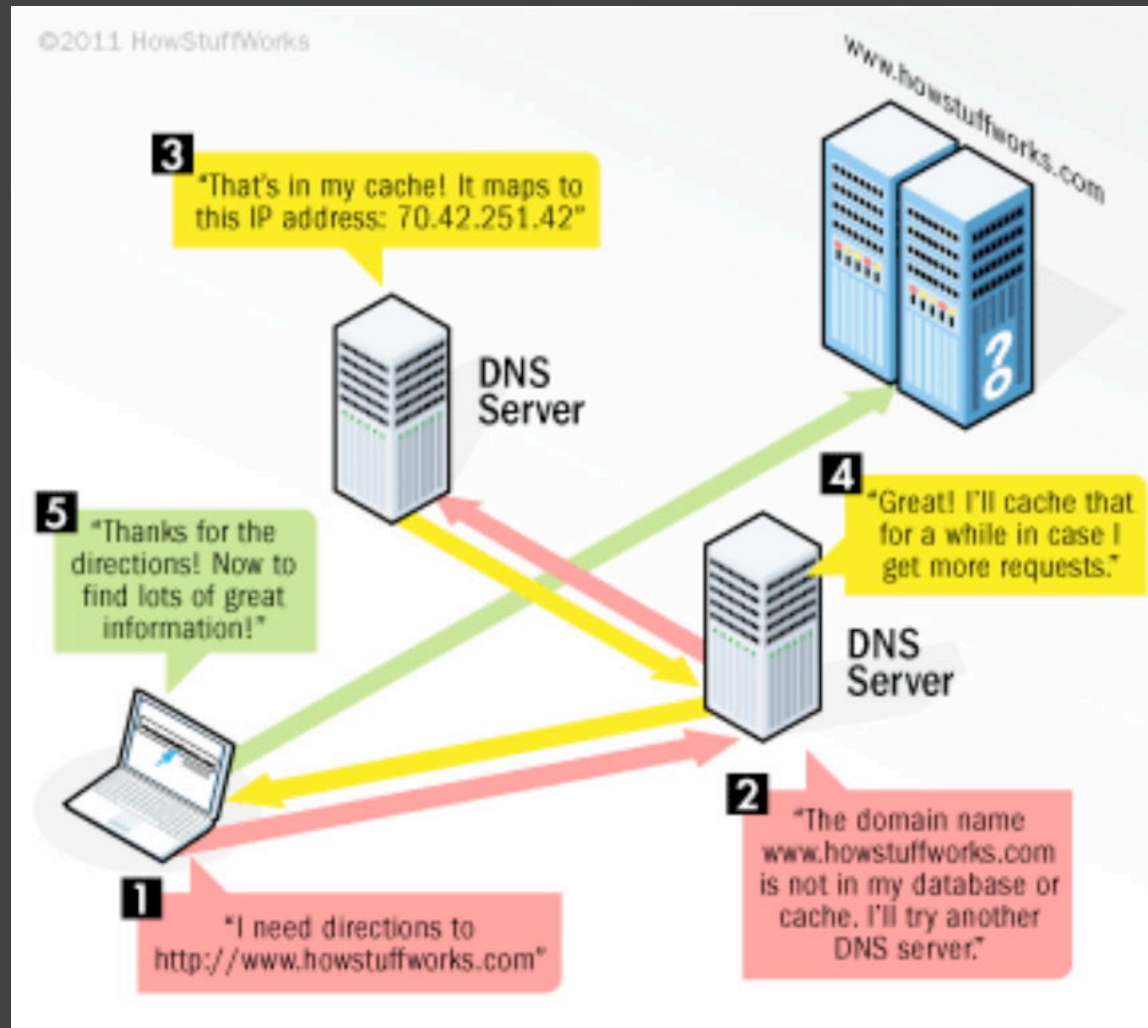 ©2011 HowStuffWorks
www.howstuffworks.com
3
"That's in my cache! It maps to
this IP address: 70.42.251.42"
DNS
Server
4
"Great! I'll cache that
for a while in case I
get more requests."
5
"Thanks for the
directions! Now to
find lots of great
information!"
DNS
Server
2
"The domain name
www.howstuffworks.com
is not in my database or
cache. I'll try another
DNS server."
1
"I need directions to
http://www.howstuffworks.com"